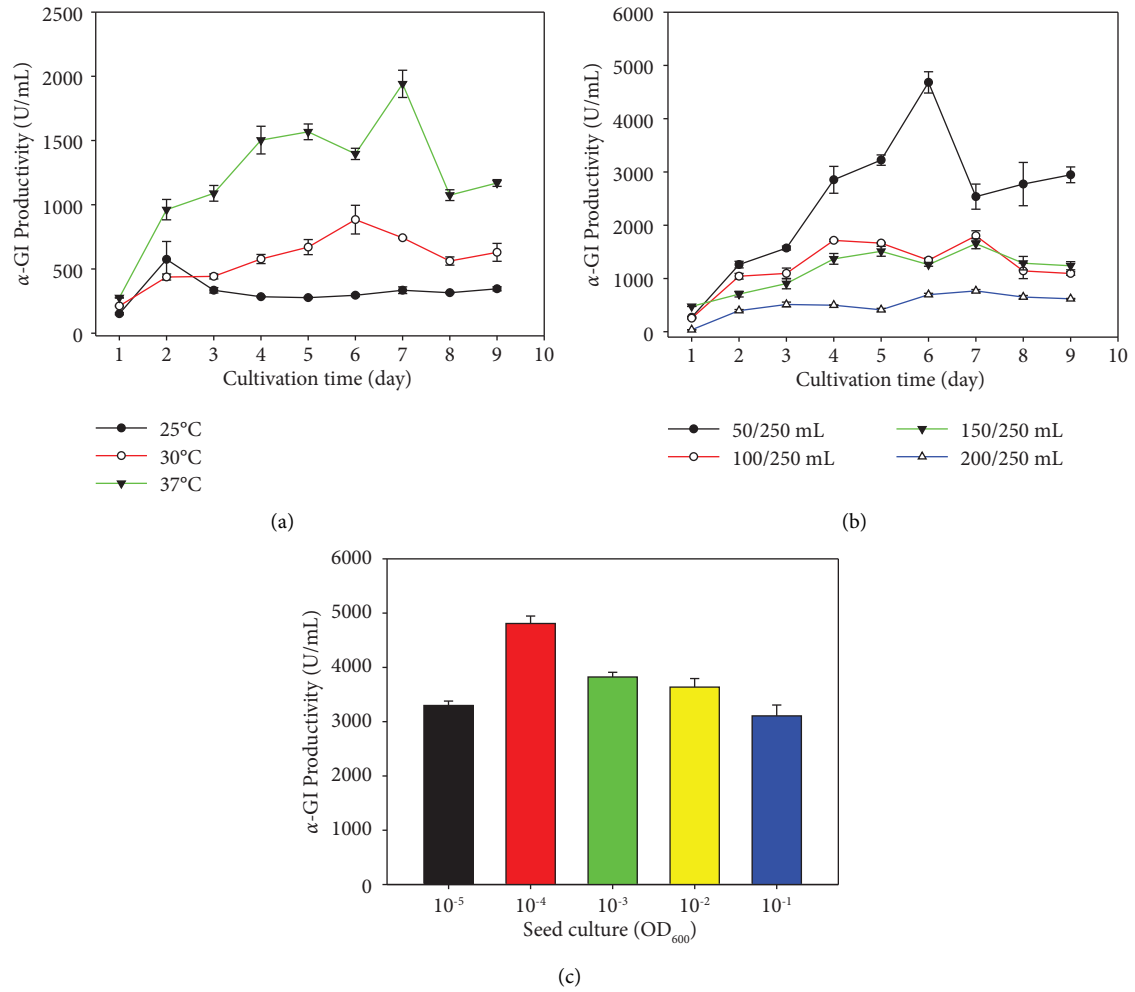 2500
2000
1500
1000
500
0
α-GI Productivity (U/mL)
1 2 3 4 5 6 7 8 9 10
Cultivation time (day)
25°C
30°C
37°C
(a)
6000
5000
4000
3000
2000
1000
0
α-GI Productivity (U/mL)
1 2 3 4 5 6 7 8 9 10
Cultivation time (day)
50/250 mL
100/250 mL
150/250 mL
200/250 mL
(b)
6000
5000
4000
3000
2000
1000
0
α-GI Productivity (U/mL)
10⁻⁵ 10⁻⁴ 10⁻³ 10⁻² 10⁻¹
Seed culture (OD₆₀₀)
(c)